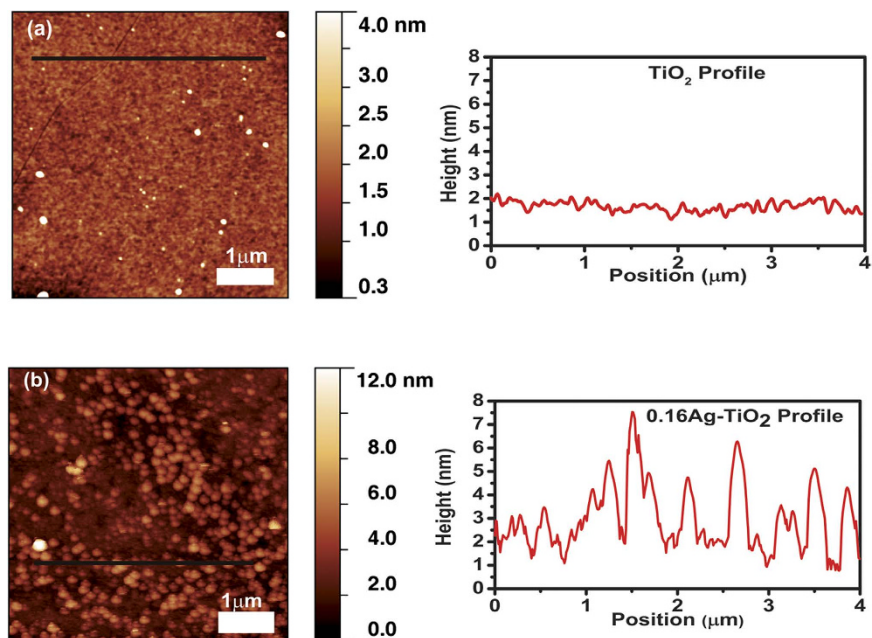 (a)
1μm
4.0 nm
3.0
2.5
2.0
1.5
1.0
0.3
TiO₂ Profile
Height (nm)
8
7
6
5
4
3
2
1
0
0 1 2 3 4
Position (μm)
(b)
1μm
12.0 nm
8.0
6.0
4.0
2.0
0.0
0.16Ag-TiO2 Profile
Height (nm)
8
7
6
5
4
3
2
1
0
0 1 2 3 4
Position (μm)